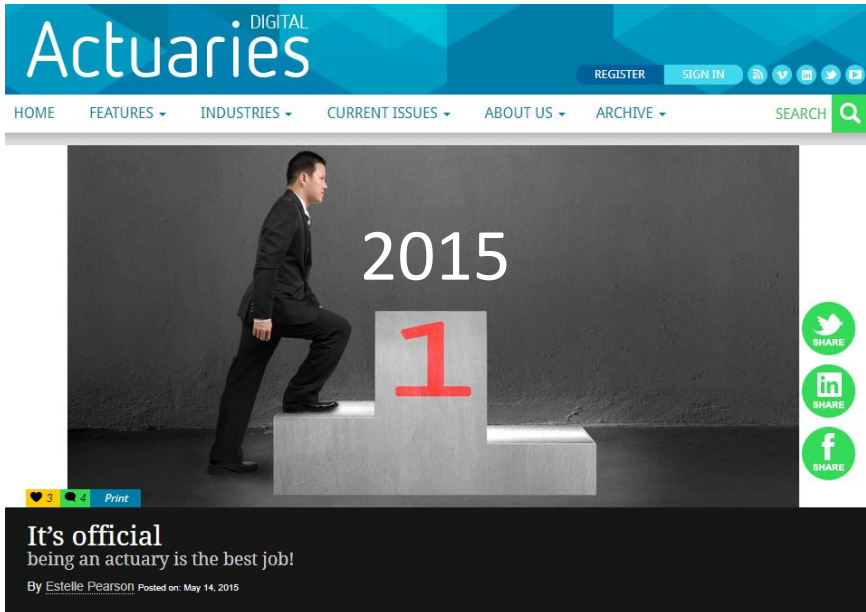 DIGITAL
Actuaries
REGISTER SIGN IN
HOME FEATURES INDUSTRIES CURRENT ISSUES ABOUT US ARCHIVE SEARCH
2015
1
SHARE
SHARE
SHARE
3 4 Print
It's official
being an actuary is the best job!
By Estelle Pearson Posted on: May 14, 2015